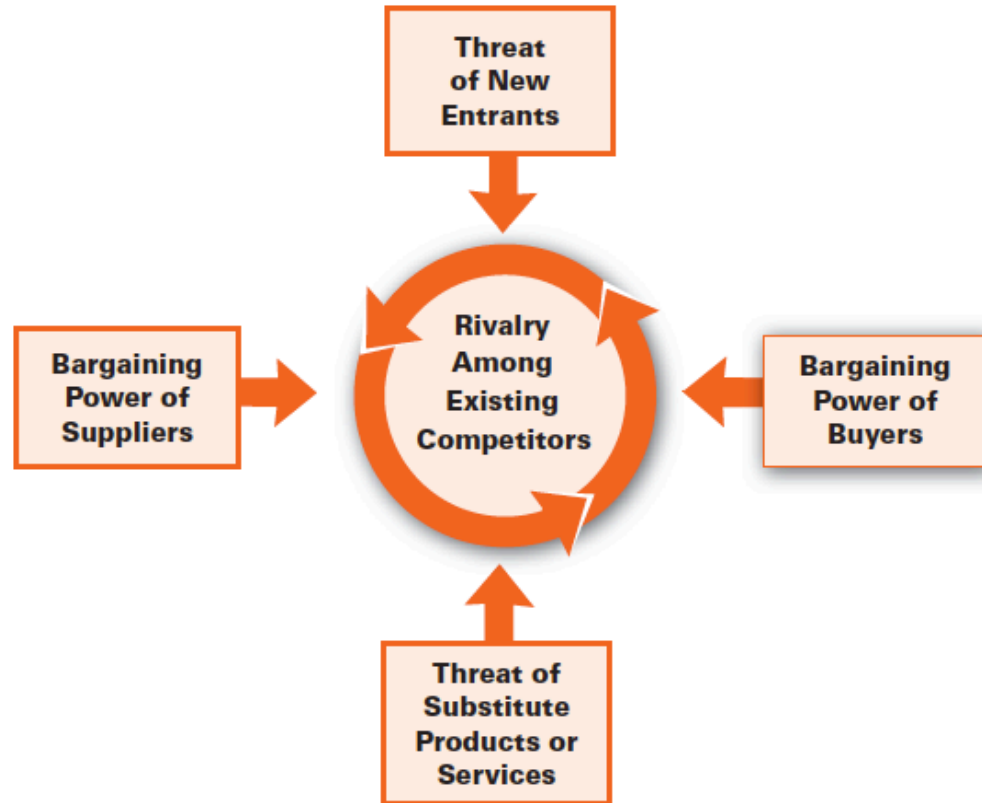 Threat
of New
Entrants
Rivalry
Among
Existing
Competitors
Bargaining
Power of
Suppliers
Bargaining
Power of
Buyers
Threat of
Substitute
Products or
Services